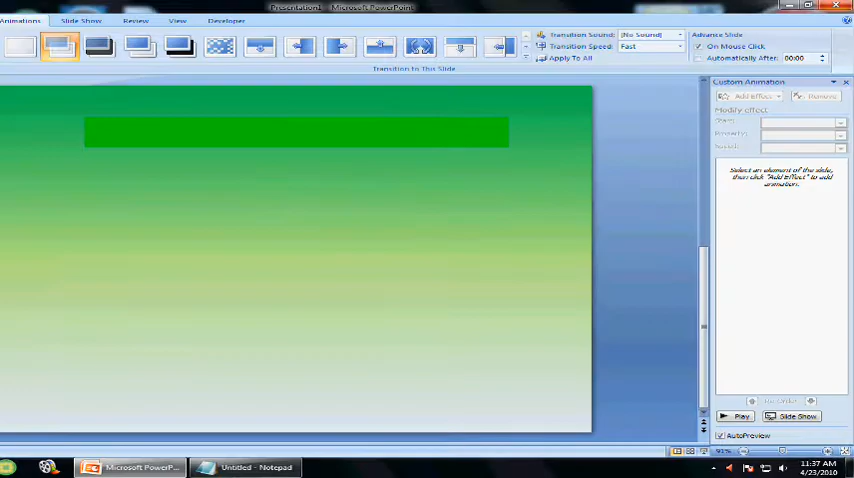 Presentation1 - Microsoft PowerPoint
Animations Slide Show Review View Developer
Transition Sound: [No Sound]
Transition Speed: Fast
Apply To All
Advance Slide
On Mouse Click
Automatically After: 00:00
Transition to This Slide
Custom Animation
Add Effect Remove
Modify effect
Start:
Property:
Speed:
Select an element of the slide,
then click "Add Effect" to add
animation.
Re-Order
Play Slide Show
AutoPreview
91%
Microsoft PowerP... Untitled - Notepad
11:37 AM
4/23/2010